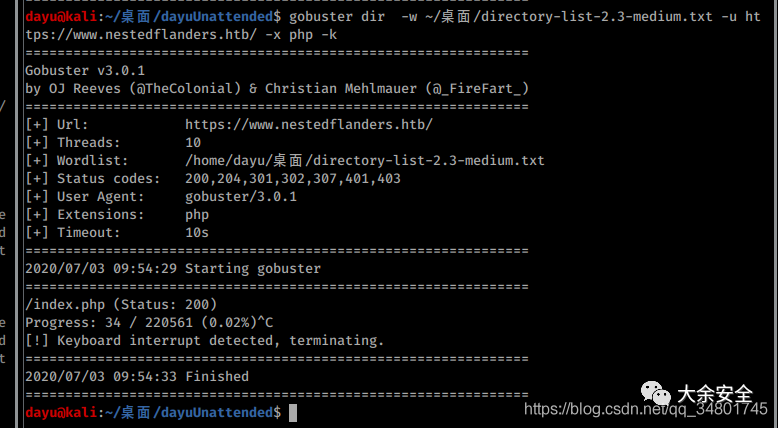 dayu@kali:~/桌面/dayuUnattended$ gobuster dir  -w ~/桌面/directory-list-2.3-medium.txt -u ht
tps://www.nestedflanders.htb/ -x php -k
===============================================================
Gobuster v3.0.1
by OJ Reeves (@TheColonial) & Christian Mehlmauer (@_FireFart_)
===============================================================
[+] Url:            https://www.nestedflanders.htb/
[+] Threads:        10
[+] Wordlist:       /home/dayu/桌面/directory-list-2.3-medium.txt
[+] Status codes:   200,204,301,302,307,401,403
[+] User Agent:     gobuster/3.0.1
[+] Extensions:     php
[+] Timeout:        10s
===============================================================
2020/07/03 09:54:29 Starting gobuster
===============================================================
/index.php (Status: 200)
Progress: 34 / 220561 (0.02%)^C
[!] Keyboard interrupt detected, terminating.
===============================================================
2020/07/03 09:54:33 Finished
===============================================================
dayu@kali:~/桌面/dayuUnattended$
大余安全
https://blog.csdn.net/qq_34801745